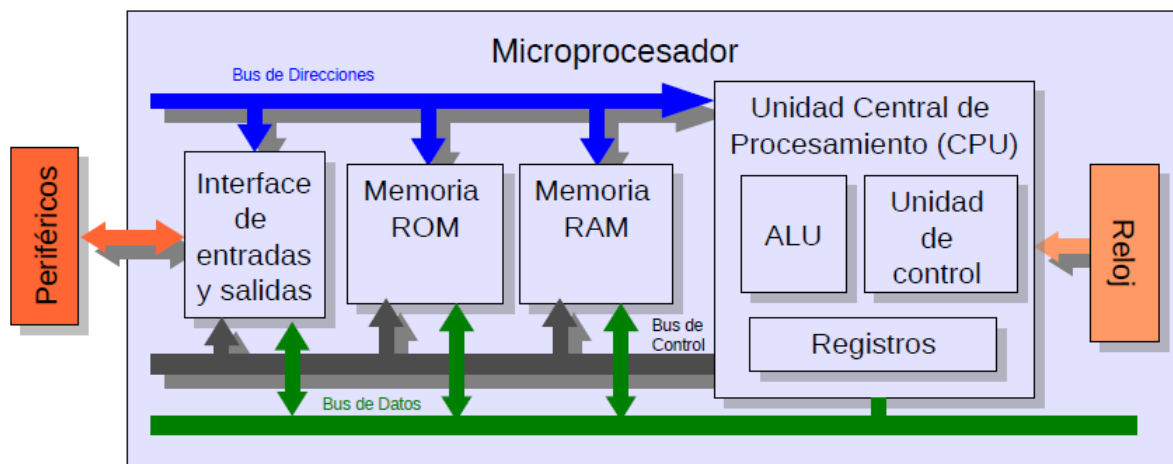 Microprocesador
Bus de Direcciones
Unidad Central de
Procesamiento (CPU)
Periféricos
Interface
de
entradas
y salidas
Memoria
ROM
Memoria
RAM
ALU
Unidad
de
control
Reloj
Bus de
Control
Registros
Bus de Datos